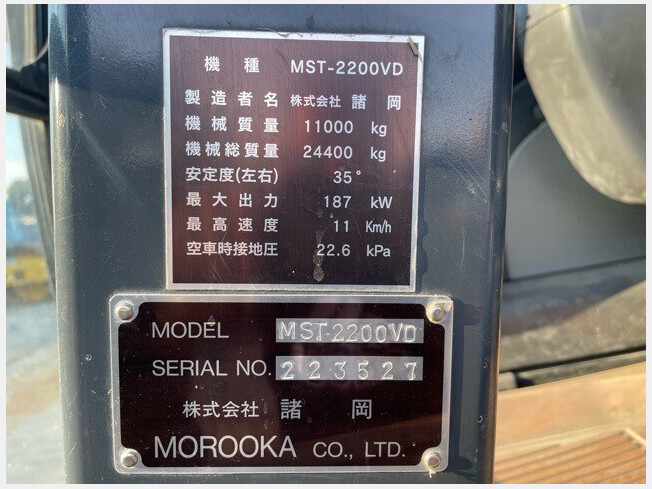 機種 MST-2200VD
製造者名 株式会社 諸岡
機械質量 11000 kg
機械総質量 24400 kg
安定度(左右) 35°
最大出力 187 kW
最高速度 11 Km/h
空車時接地圧 22.6 kPa
MODEL MST-2200VD
SERIAL NO. 223527
株式会社 諸岡
MOROOKA CO., LTD.